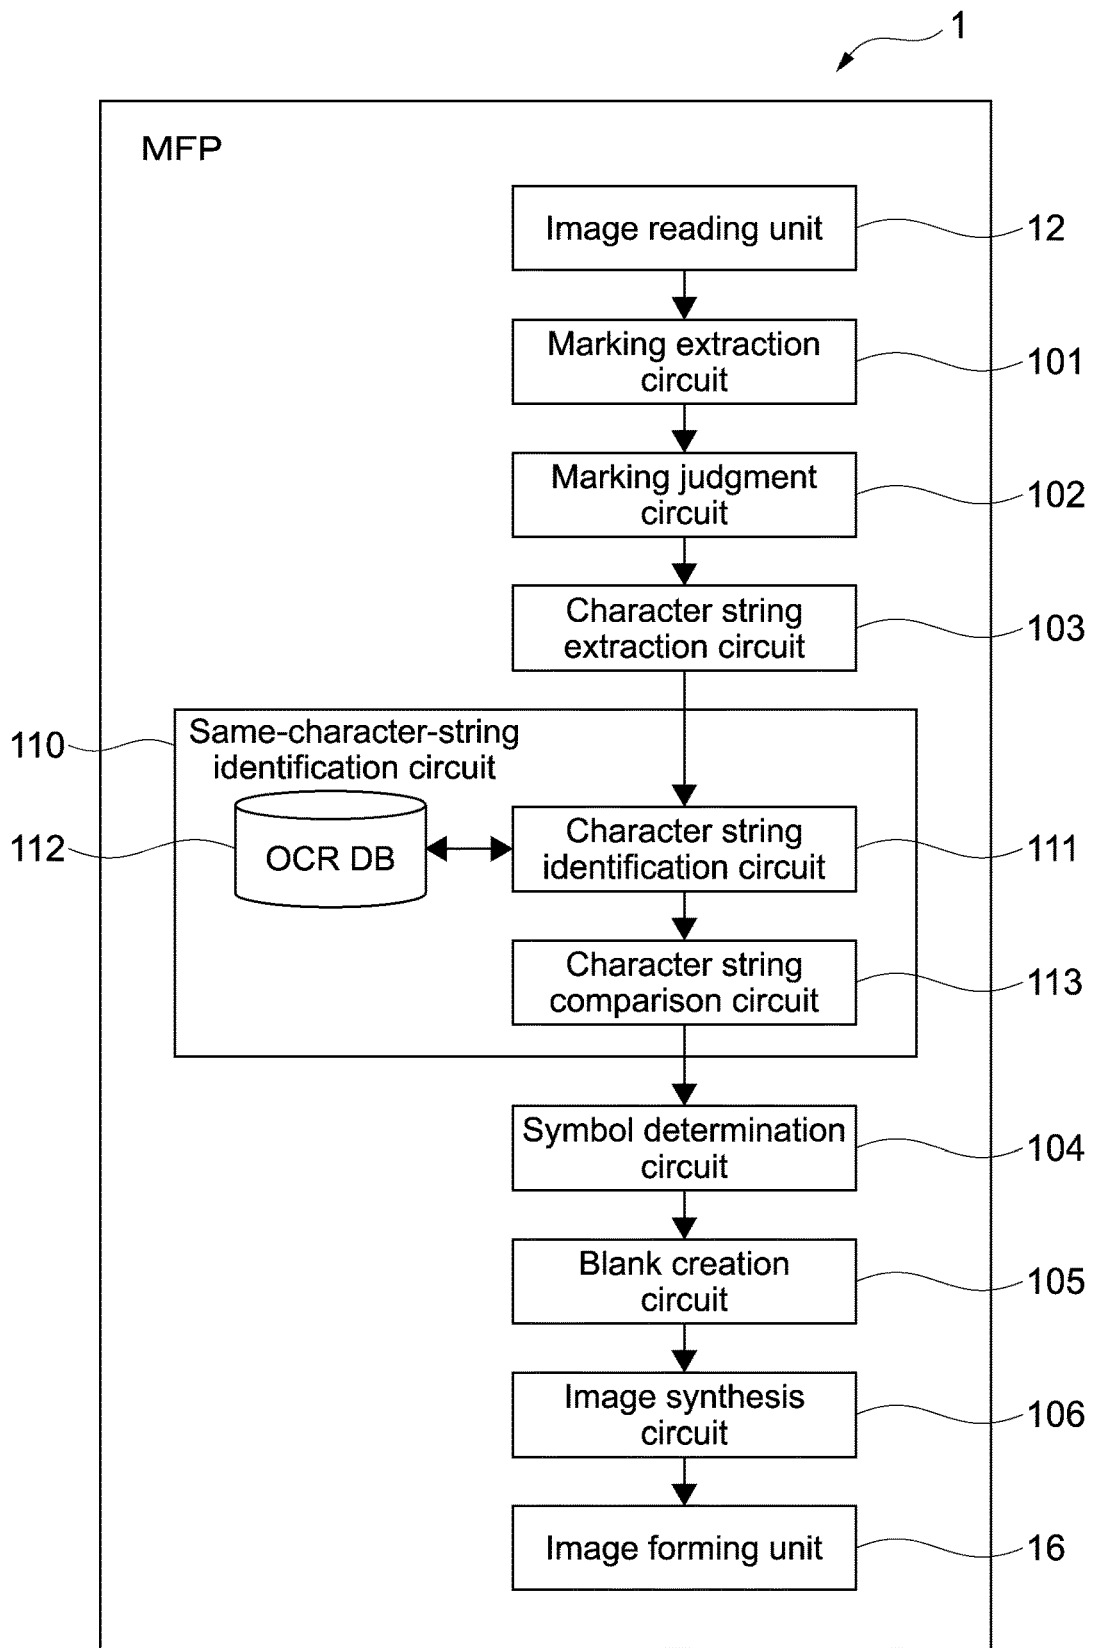 1
MFP
Image reading unit
12
Marking extraction
circuit
101
Marking judgment
circuit
102
Character string
extraction circuit
103
110
Same-character-string
identification circuit
112
OCR DB
Character string
identification circuit
111
Character string
comparison circuit
113
Symbol determination
circuit
104
Blank creation
circuit
105
Image synthesis
circuit
106
Image forming unit
16